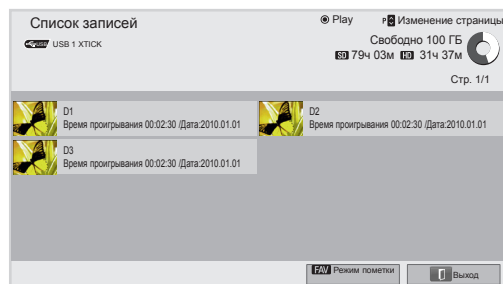 Список записей
Play
P Изменение страницы
USB USB 1 XTICK
Свободно 100 ГБ
SD 79ч 03м HD 31ч 37м
Стр. 1/1
D1
Время проигрывания 00:02:30 /Дата:2010.01.01
D2
Время проигрывания 00:02:30 /Дата:2010.01.01
D3
Время проигрывания 00:02:30 /Дата:2010.01.01
FAV Режим пометки
Выход